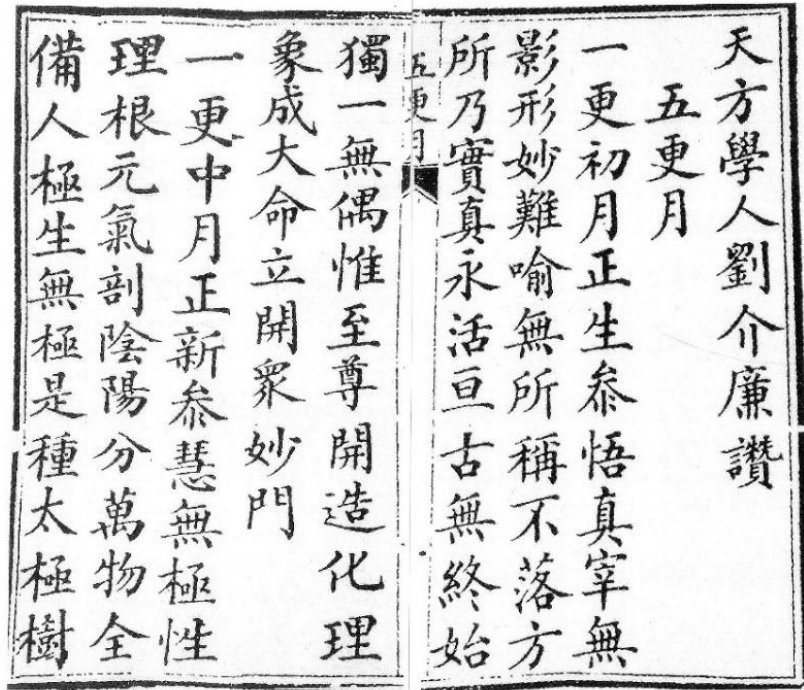 天方學人劉介廉讚
五更月
一更初月正生叅悟真宰無
影形妙難喻無所稱不落方
所乃實真永活亘古無終始
五更月
獨一無偶惟至尊開造化理
象成大命立開衆妙門
一更中月正新叅慧無極性
理根元氣剖陰陽分萬物全
備人極生無極是種太極樹